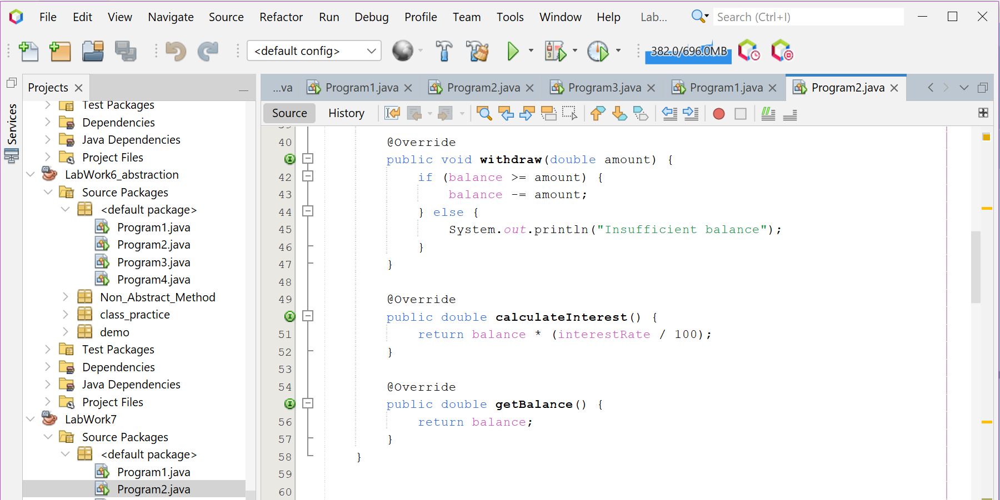 File Edit View Navigate Source Refactor Run Debug Profile Team Tools Window Help Lab... Search (Ctrl+I)
<default config> 382.0/696.0MB
Projects
...va Program1.java Program2.java Program3.java Program1.java Program2.java
Source History
Services
Test Packages
Dependencies
Java Dependencies
Project Files
LabWork6_abstraction
Source Packages
<default package>
Program1.java
Program2.java
Program3.java
Program4.java
Non_Abstract_Method
class_practice
demo
Test Packages
Dependencies
Java Dependencies
Project Files
LabWork7
Source Packages
<default package>
Program1.java
Program2.java
39
40 @Override
public void withdraw(double amount) {
42 if (balance >= amount) {
43 balance -= amount;
44 } else {
45 System.out.println("Insufficient balance");
46 }
47 }
48
49 @Override
public double calculateInterest() {
51 return balance * (interestRate / 100);
52 }
53
54 @Override
public double getBalance() {
56 return balance;
57 }
58 }
59
60